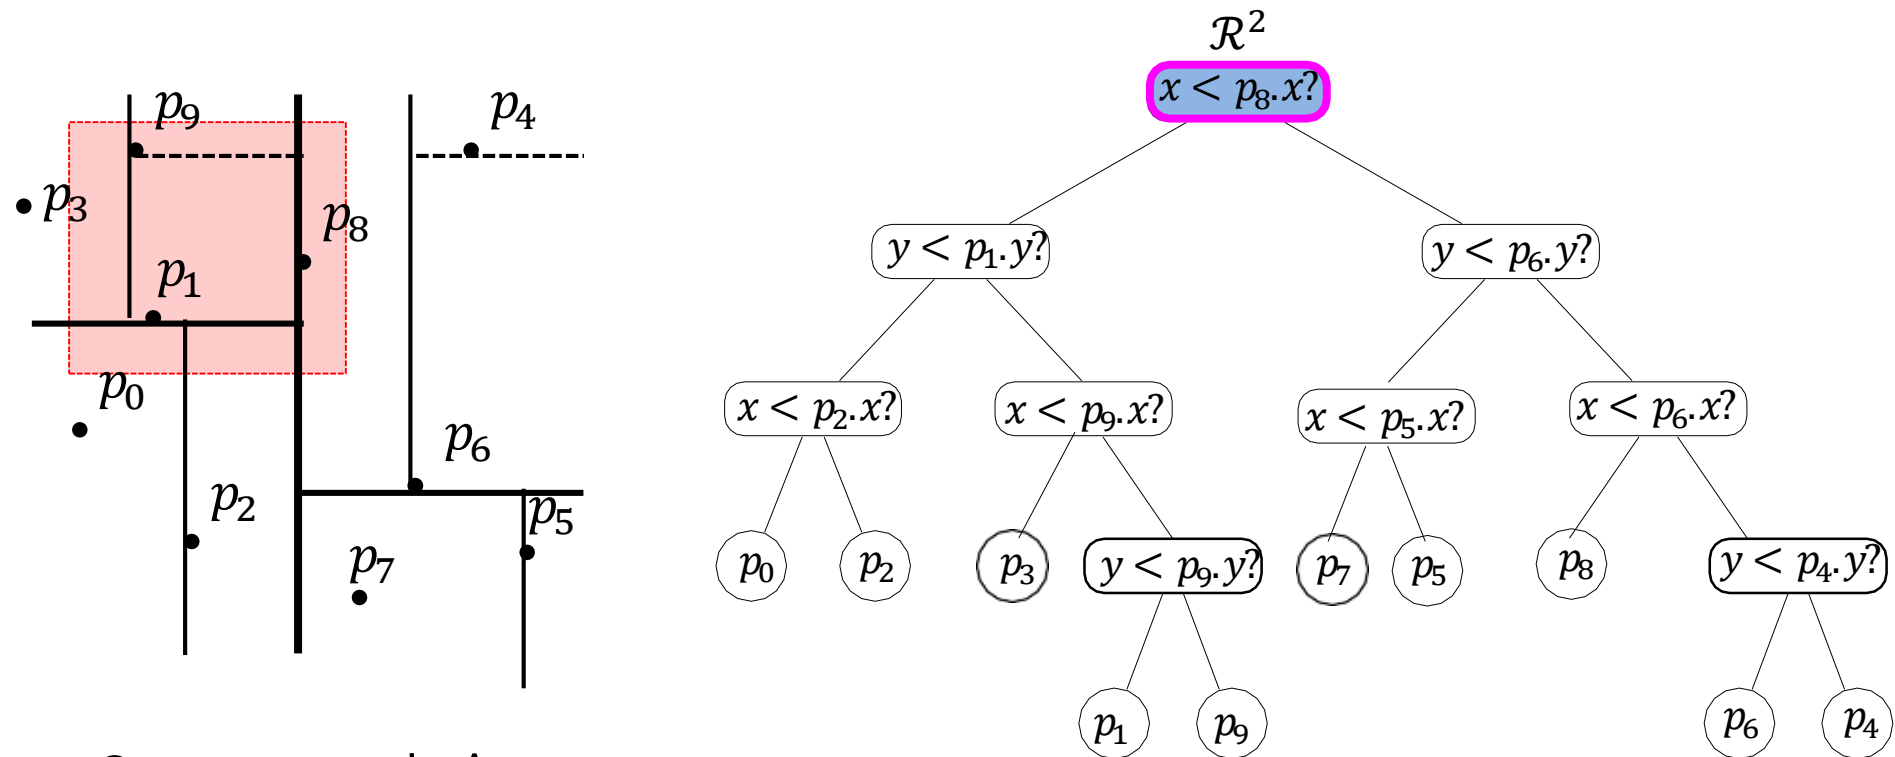 ℛ²
x < p₈.x?
p₉
p₄
p₃
p₈
y < p₁.y?
y < p₆.y?
p₁
p₀
x < p₂.x?
x < p₉.x?
x < p₅.x?
x < p₆.x?
p₆
p₂
p₅
p₇
p₀
p₂
p₃
y < p₉.y?
p₇
p₅
p₈
y < p₄.y?
p₁
p₉
p₆
p₄